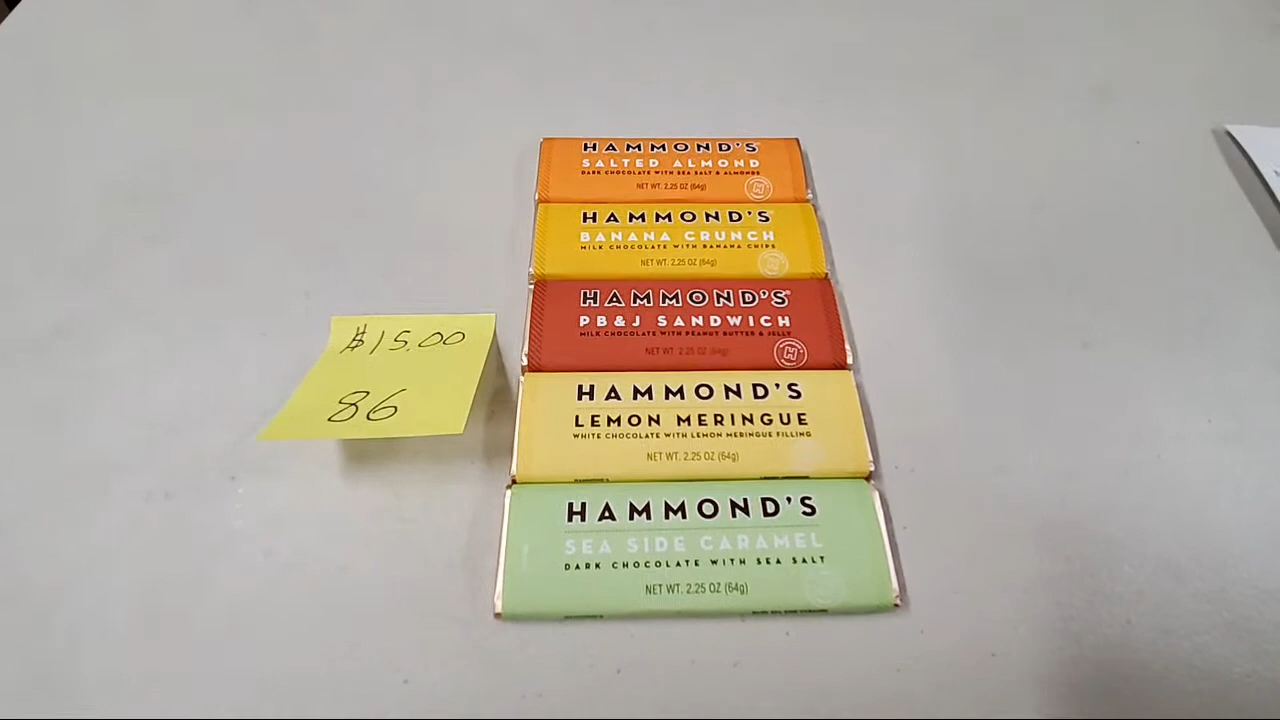 HAMMOND'S
SALTED ALMOND
DARK CHOCOLATE WITH SEA SALT & ALMONDS
NET WT. 2.25 OZ (64g)
H
HAMMOND'S
BANANA CRUNCH
MILK CHOCOLATE WITH BANANA CHIPS
NET WT. 2.25 OZ (64g)
H
HAMMOND'S
PB&J SANDWICH
MILK CHOCOLATE WITH PEANUT BUTTER & JELLY
NET WT. 2.25 OZ (64g)
H
HAMMOND'S
LEMON MERINGUE
WHITE CHOCOLATE WITH LEMON MERINGUE FILLING
NET WT. 2.25 OZ (64g)
HAMMOND'S
SEA SIDE CARAMEL
DARK CHOCOLATE WITH SEA SALT
NET WT. 2.25 OZ (64g)
$15.00
86